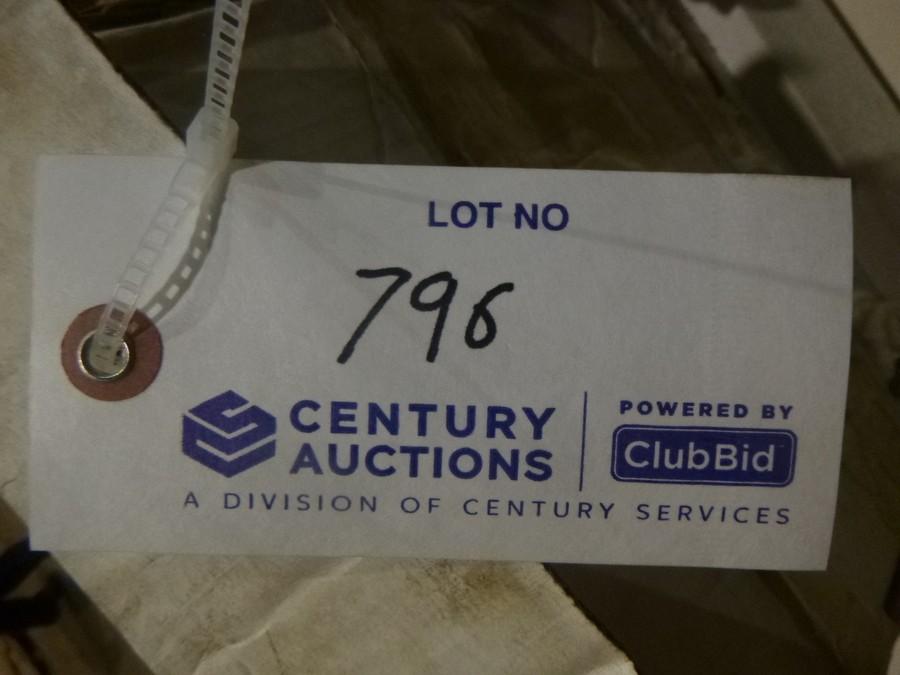 LOT NO
796
CENTURY
AUCTIONS
A DIVISION OF CENTURY SERVICES
POWERED BY
ClubBid